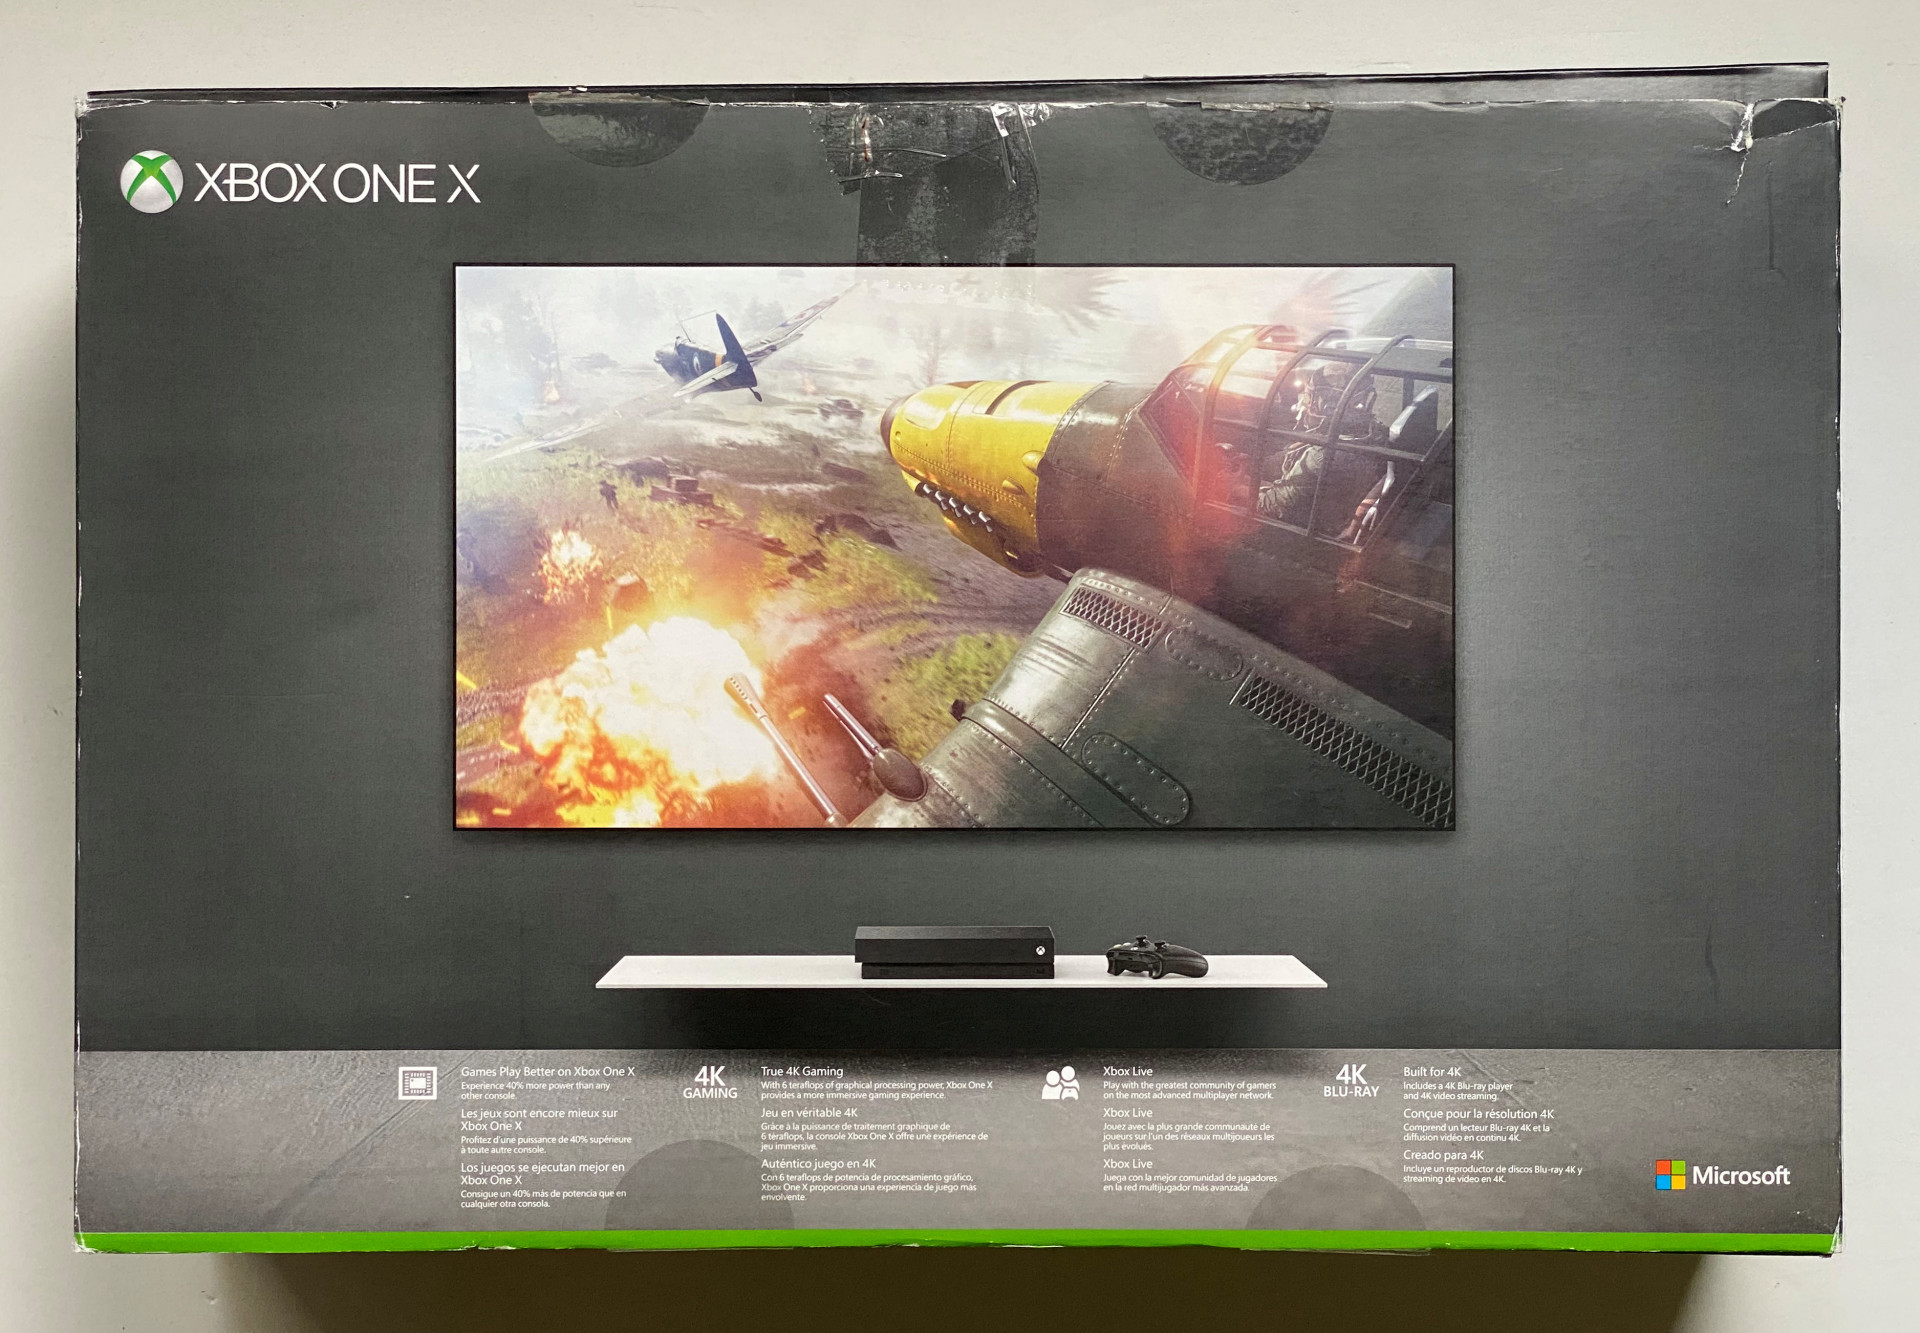 XBOX ONE X
Games Play Better on Xbox One X
Experience 40% more power than any
other console.
Les jeux sont encore mieux sur
Xbox One X
Profitez d'une puissance de 40% supérieure
à toute autre console.
Los juegos se ejecutan mejor en
Xbox One X
Consigue un 40% más de potencia que en
cualquier otra consola.
4K
GAMING
True 4K Gaming
With 6 teraflops of graphical processing power, Xbox One X
provides a more immersive gaming experience.
Jeu en véritable 4K
Grâce à la puissance de traitement graphique de
6 téraflops, la console Xbox One X offre une expérience de
jeu immersive.
Auténtico juego en 4K
Con 6 teraflops de potencia de procesamiento gráfico,
Xbox One X proporciona una experiencia de juego más
envolvente.
Xbox Live
Play with the greatest community of gamers
on the most advanced multiplayer network.
Xbox Live
Jouez avec la plus grande communauté de
joueurs sur l'un des réseaux multijoueurs les
plus évolués.
Xbox Live
Juega con la mejor comunidad de jugadores
en la red multijugador más avanzada.
4K
BLU-RAY
Built for 4K
Includes a 4K Blu-ray player
and 4K video streaming.
Conçue pour la résolution 4K
Comprend un lecteur Blu-ray 4K et la
diffusion vidéo en continu 4K.
Creado para 4K
Incluye un reproductor de discos Blu-ray 4K y
streaming de video en 4K.
Microsoft